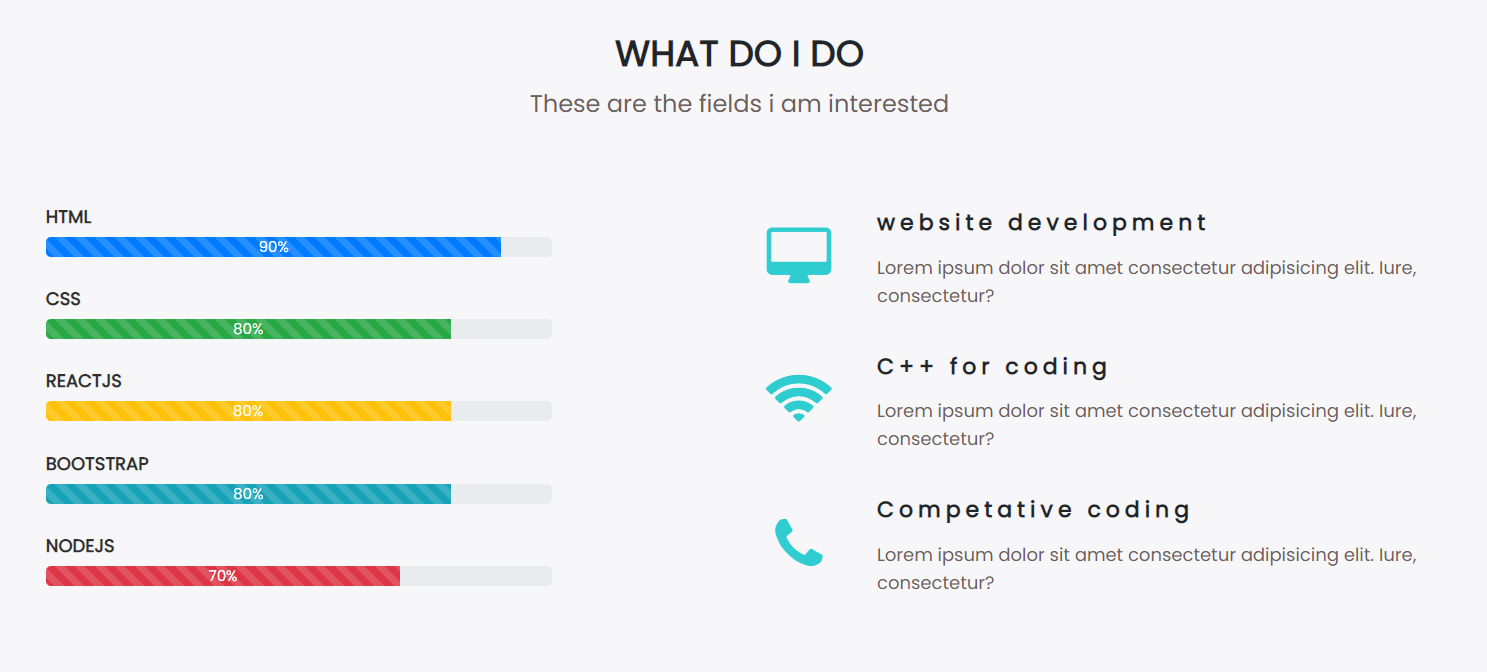 WHAT DO I DO
These are the fields i am interested
HTML
90%
CSS
80%
REACTJS
80%
BOOTSTRAP
80%
NODEJS
70%
website development
Lorem ipsum dolor sit amet consectetur adipisicing elit. Iure,
consectetur?
C++ for coding
Lorem ipsum dolor sit amet consectetur adipisicing elit. Iure,
consectetur?
Competative coding
Lorem ipsum dolor sit amet consectetur adipisicing elit. Iure,
consectetur?